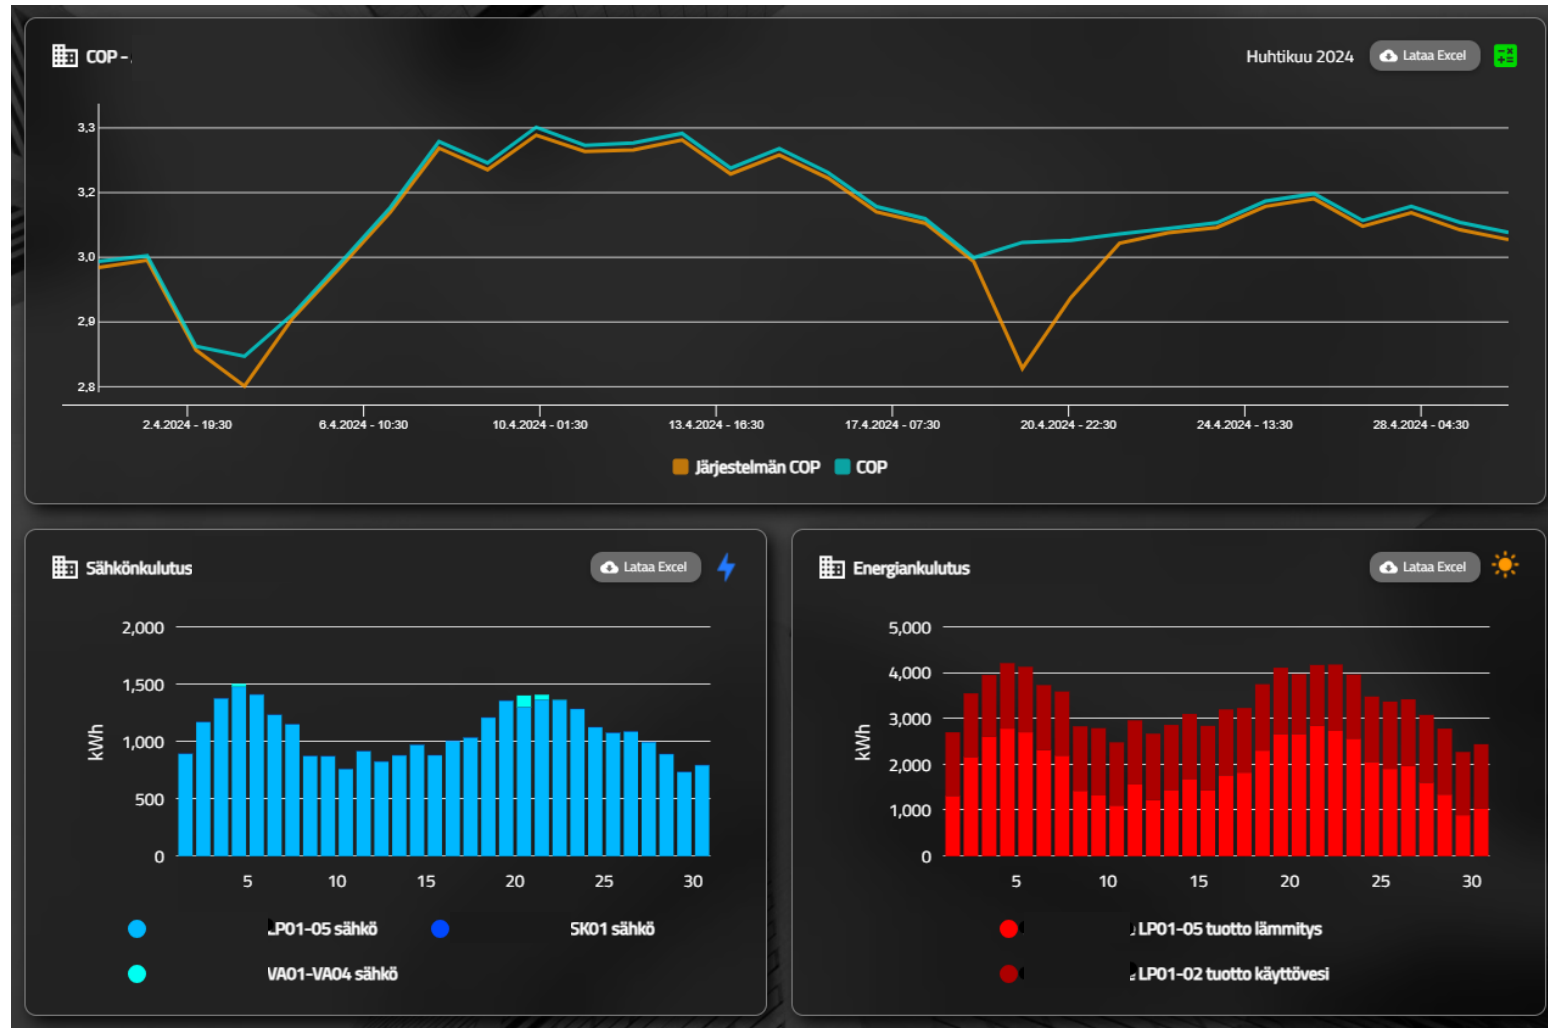 COP -
Huhtikuu 2024
Lataa Excel
3,3
3,2
3,0
2,9
2,8
2.4.2024 - 19:30 6.4.2024 - 10:30 10.4.2024 - 01:30 13.4.2024 - 16:30 17.4.2024 - 07:30 20.4.2024 - 22:30 24.4.2024 - 13:30 28.4.2024 - 04:30
Järjestelmän COP COP
Sähkönkulutus
Lataa Excel
2,000
1,500
1,000
500
0
kWh
5 10 15 20 25 30
LP01-05 sähkö SK01 sähkö
VA01-VA04 sähkö
Energiankulutus
Lataa Excel
5,000
4,000
3,000
2,000
1,000
0
kWh
5 10 15 20 25 30
LP01-05 tuotto lämmitys
LP01-02 tuotto käyttövesi